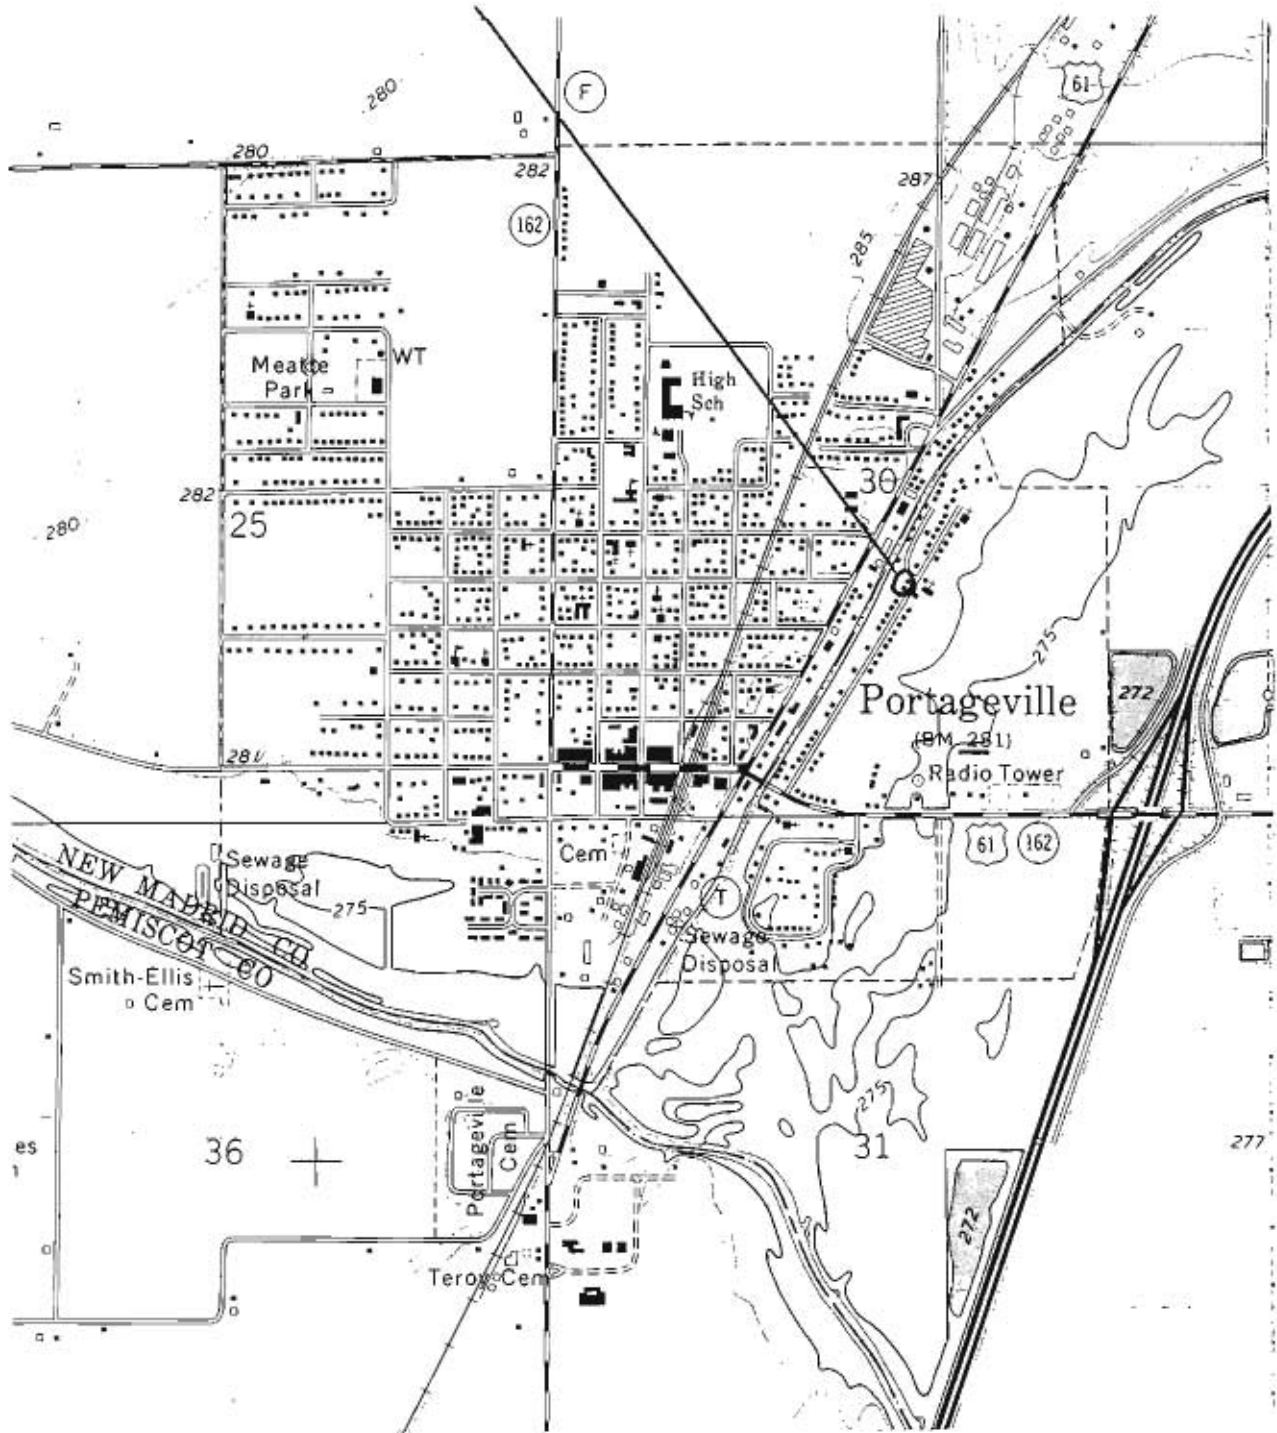 280
61
F
280
282
287
162
285
Meatte
Park
WT
High
Sch
282
30
25
280
275
272
Portageville
(BM 281)
281
Radio Tower
61
162
Cem
NEW MADRID CO
PEMISCOT CO
Sewage
Disposal
275
T
Sewage
Disposal
Smith-Ellis
Cem
275
Portageville
Cem
es
36
31
277
272
Teroy Cem